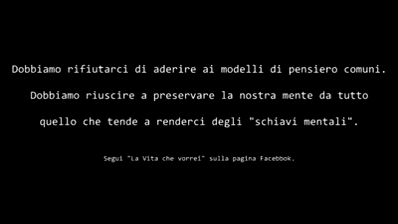 Dobbiamo rifiutarci di aderire ai modelli di pensiero comuni.
Dobbiamo riuscire a preservare la nostra mente da tutto
quello che tende a renderci degli "schiavi mentali".
Segui "La Vita che vorrei" sulla pagina Facebbok.